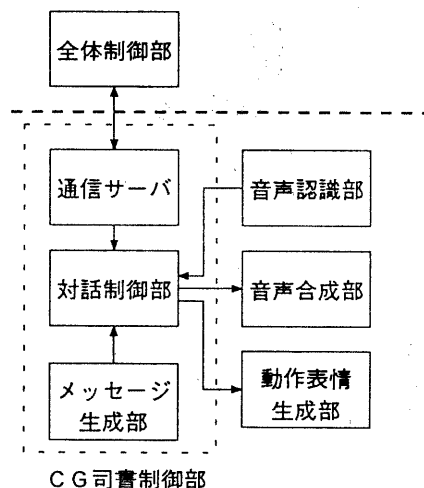 全体制御部
通信サーバ
音声認識部
対話制御部
音声合成部
メッセージ
生成部
動作表情
生成部
ＣＧ司書制御部